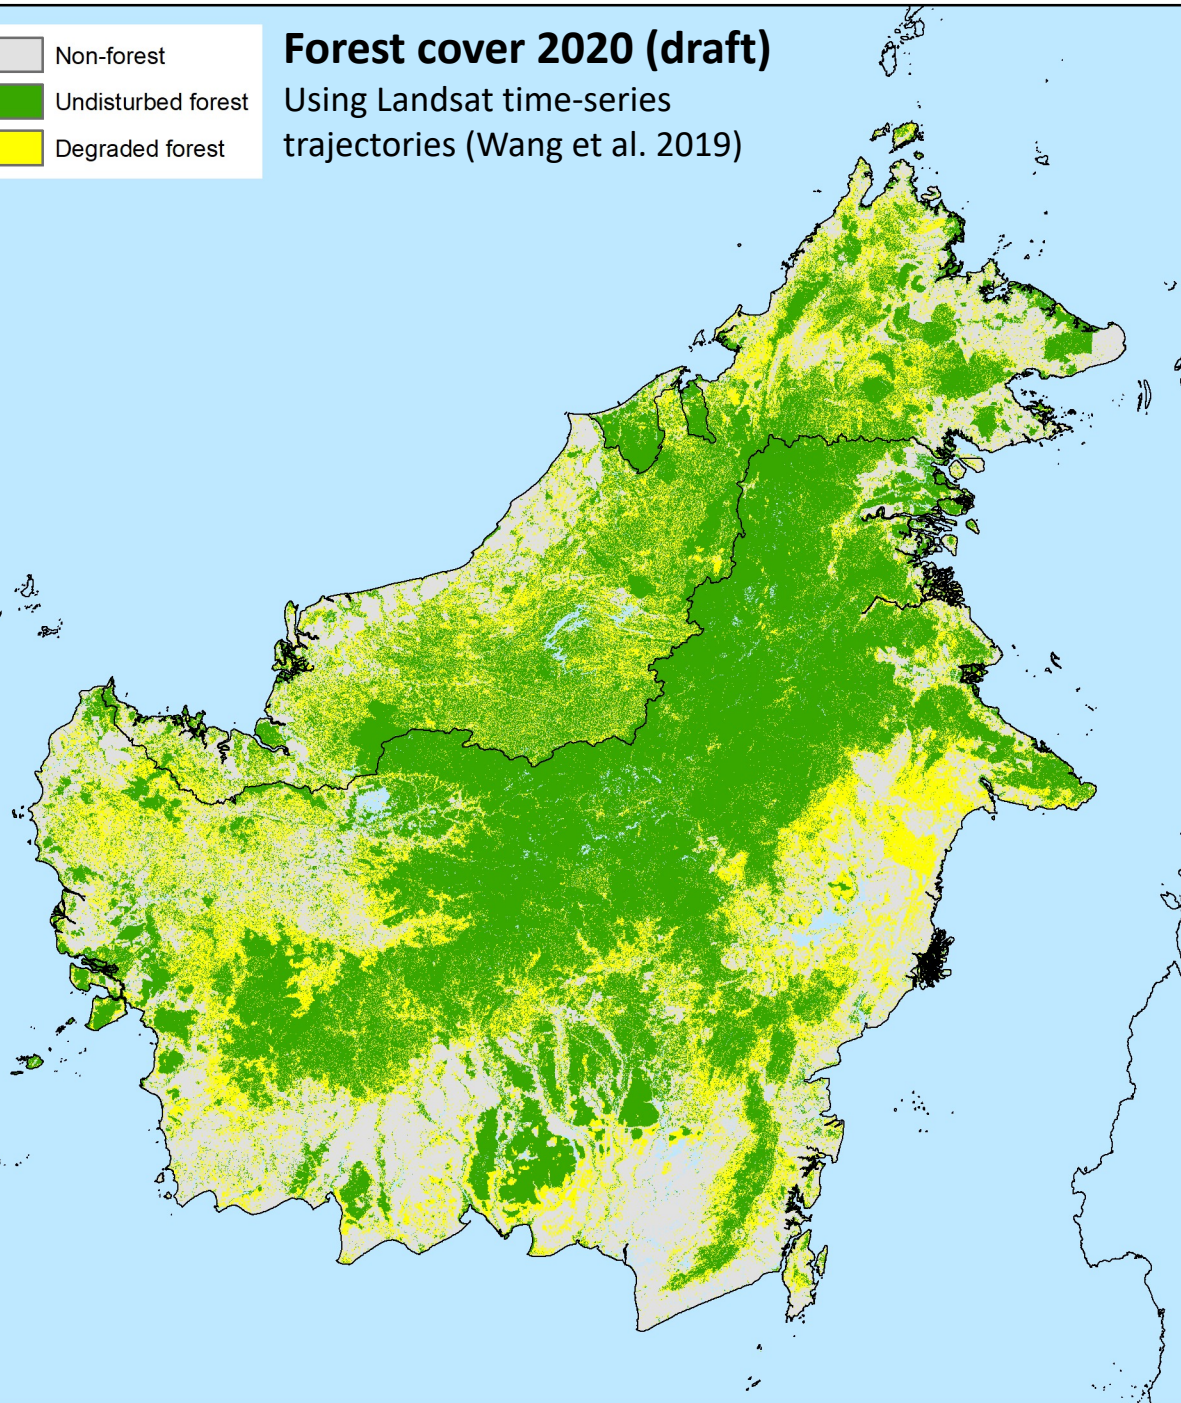 Non-forest
Undisturbed forest
Degraded forest
Forest cover 2020 (draft)
Using Landsat time-series
trajectories (Wang et al. 2019)